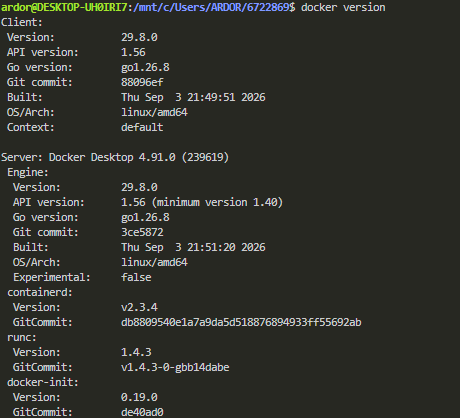 ardor@DESKTOP-UH0IRI7:/mnt/c/Users/ARDOR/6722869$ docker version
Client:
 Version:           29.8.0
 API version:       1.56
 Go version:        go1.26.8
 Git commit:        88096ef
 Built:             Thu Sep  3 21:49:51 2026
 OS/Arch:           linux/amd64
 Context:           default

Server: Docker Desktop 4.91.0 (239619)
 Engine:
  Version:          29.8.0
  API version:      1.56 (minimum version 1.40)
  Go version:       go1.26.8
  Git commit:       3ce5872
  Built:            Thu Sep  3 21:51:20 2026
  OS/Arch:          linux/amd64
  Experimental:     false
 containerd:
  Version:          v2.3.4
  GitCommit:        db8809540e1a7a9da5d518876894933ff55692ab
 runc:
  Version:          1.4.3
  GitCommit:        v1.4.3-0-gbb14dabe
 docker-init:
  Version:          0.19.0
  GitCommit:        de40ad0